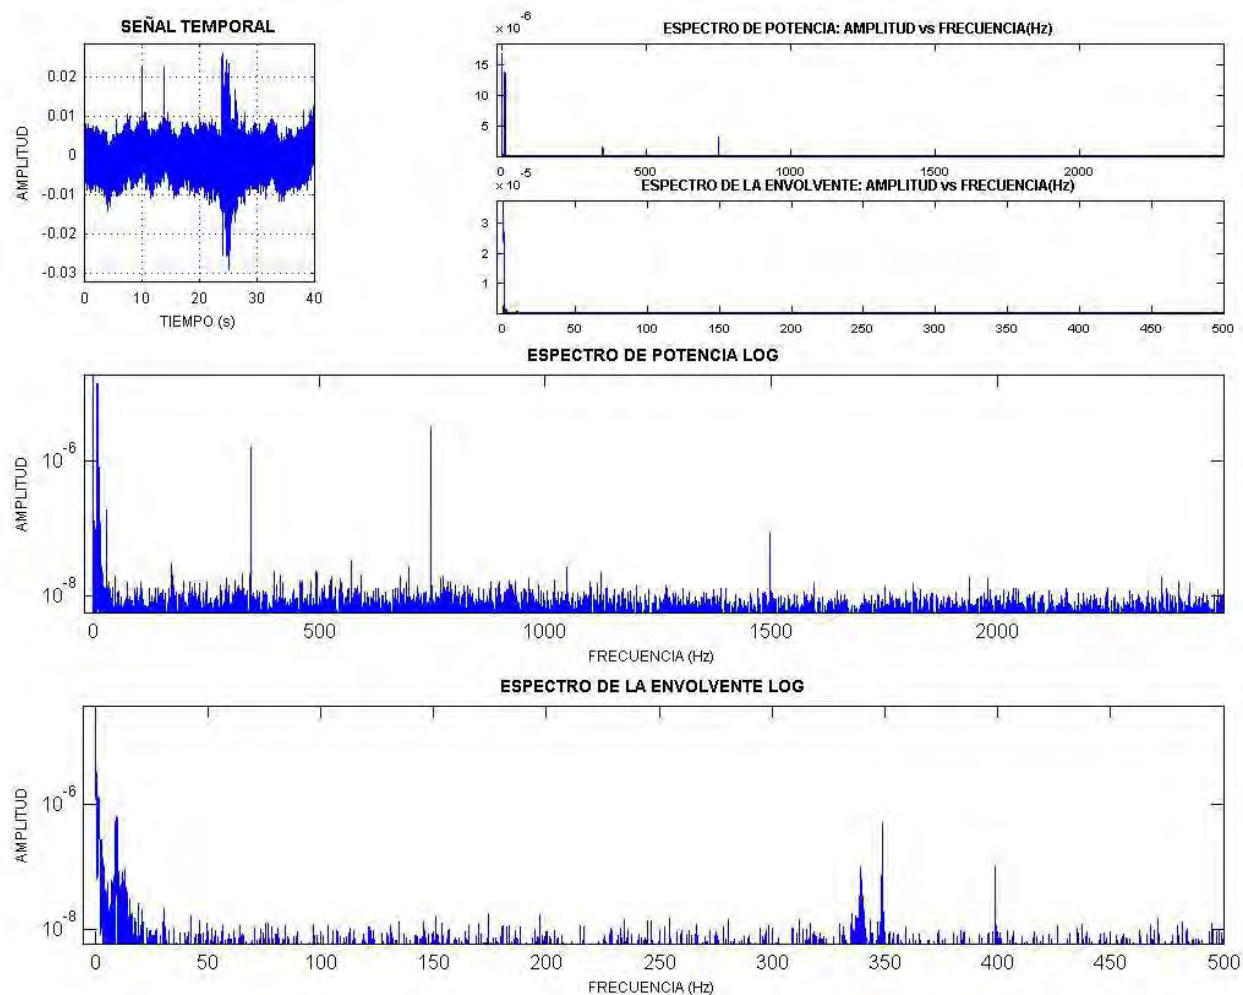 SEÑAL TEMPORAL
0.02
0.01
0
-0.01
-0.02
-0.03
AMPLITUD
0 10 20 30 40
TIEMPO (s)
× 10 -6
ESPECTRO DE POTENCIA: AMPLITUD vs FRECUENCIA(Hz)
15
10
5
0 500 1000 1500 2000
× 10 -5
ESPECTRO DE LA ENVOLVENTE: AMPLITUD vs FRECUENCIA(Hz)
3
2
1
0 50 100 150 200 250 300 350 400 450 500
ESPECTRO DE POTENCIA LOG
10-6
10-8
AMPLITUD
0 500 1000 1500 2000
FRECUENCIA (Hz)
ESPECTRO DE LA ENVOLVENTE LOG
10-6
10-8
AMPLITUD
0 50 100 150 200 250 300 350 400 450 500
FRECUENCIA (Hz)